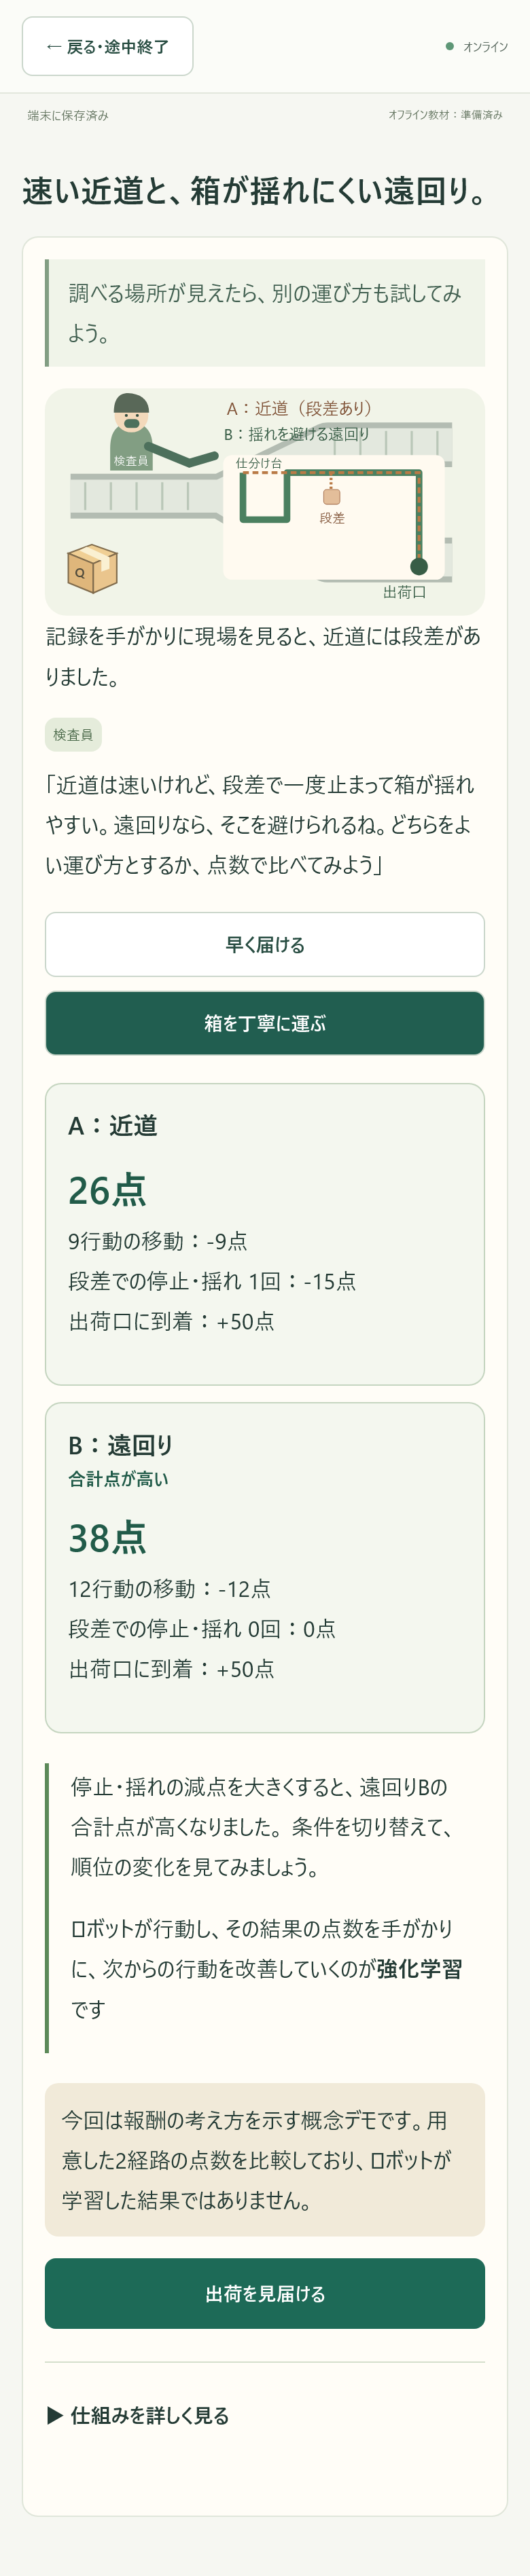 ← 戻る・途中終了
オンライン
端末に保存済み
オフライン教材：準備済み
速い近道と、箱が揺れにくい遠回り。
調べる場所が見えたら、別の運び方も試してみ
よう。
A：近道（段差あり）
B：揺れを避ける遠回り
検査員
仕分け台
段差
Q
出荷口
記録を手がかりに現場を見ると、近道には段差があ
りました。
検査員
「近道は速いけれど、段差で一度止まって箱が揺れ
やすい。遠回りなら、そこを避けられるね。どちらをよ
い運び方とするか、点数で比べてみよう」
早く届ける
箱を丁寧に運ぶ
A：近道
26点
9行動の移動：-9点
段差での停止・揺れ 1回：-15点
出荷口に到着：+50点
B：遠回り
合計点が高い
38点
12行動の移動：-12点
段差での停止・揺れ 0回：0点
出荷口に到着：+50点
停止・揺れの減点を大きくすると、遠回りBの
合計点が高くなりました。条件を切り替えて、
順位の変化を見てみましょう。
ロボットが行動し、その結果の点数を手がかり
に、次からの行動を改善していくのが強化学習
です
今回は報酬の考え方を示す概念デモです。用
意した2経路の点数を比較しており、ロボットが
学習した結果ではありません。
出荷を見届ける
▶ 仕組みを詳しく見る